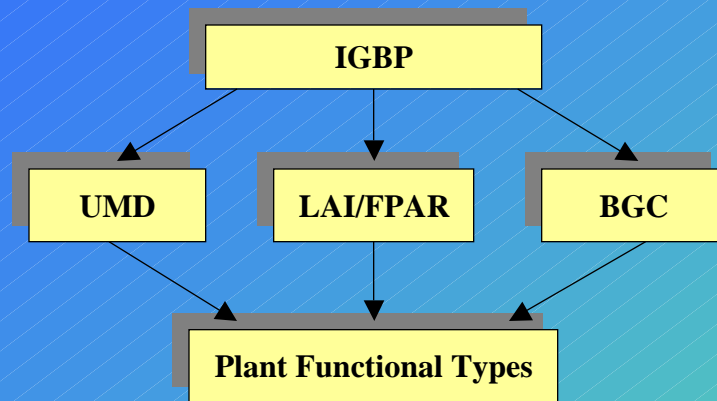 IGBP
UMD
LAI/FPAR
BGC
Plant Functional Types